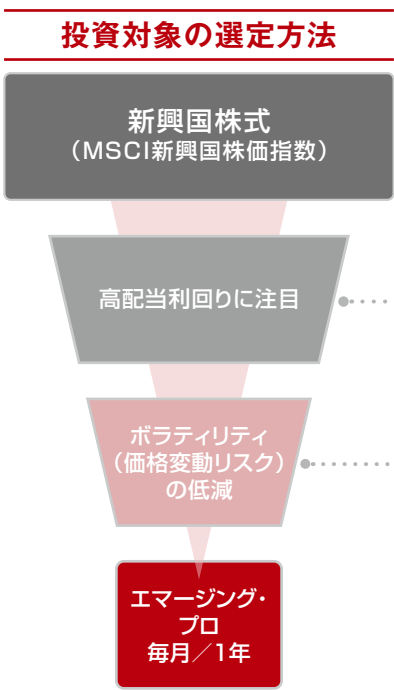 投資対象の選定方法
新興国株式
（MSCI新興国株価指数）
高配当利回りに注目
ボラティリティ
（価格変動リスク）
の低減
エマージング・
プロ
毎月／1年